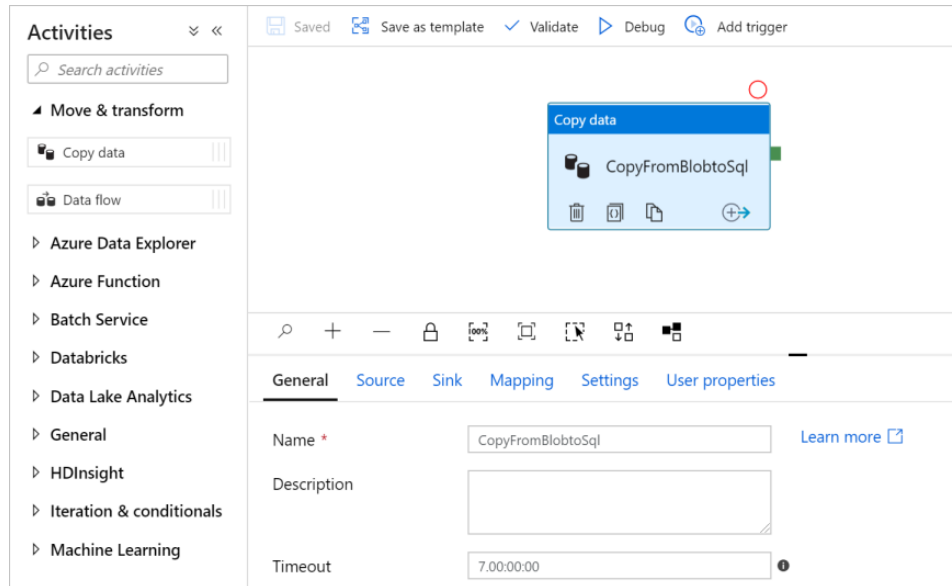 Activities
Search activities
Move & transform
Copy data
Data flow
Azure Data Explorer
Azure Function
Batch Service
Databricks
Data Lake Analytics
General
HDInsight
Iteration & conditionals
Machine Learning
Saved Save as template Validate Debug Add trigger
Copy data
CopyFromBlobtoSql
100%
General Source Sink Mapping Settings User properties
Name * CopyFromBlobtoSql Learn more
Description
Timeout 7.00:00:00